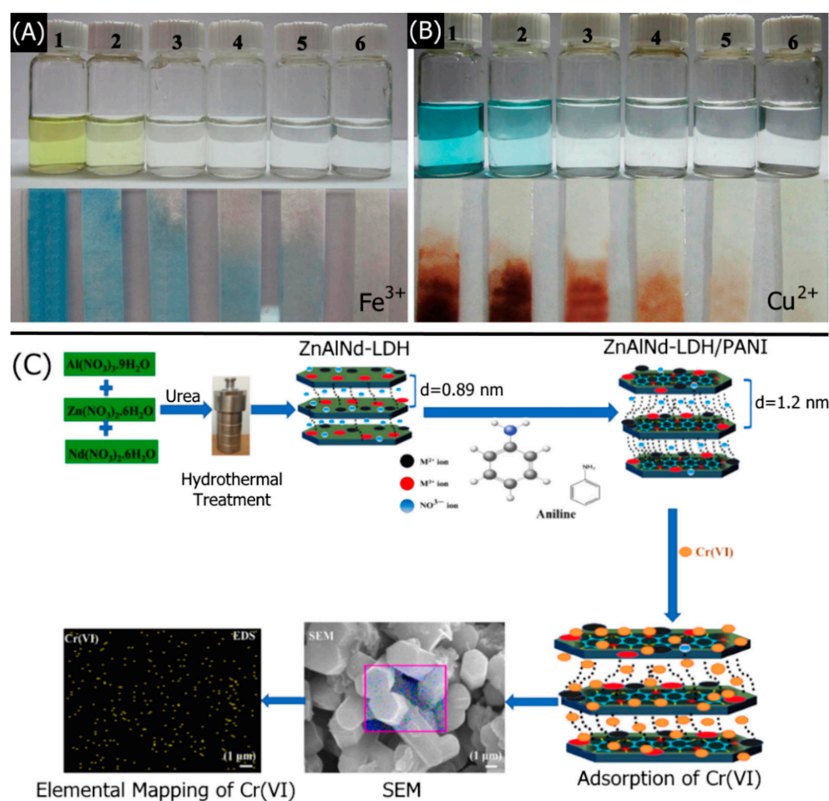 (A)
1 2 3 4 5 6
Fe3+
(B)
1 2 3 4 5 6
Cu2+
(C)
Al(NO3)3.9H2O
Zn(NO3)2.6H2O
Nd(NO3)2.6H2O
Urea
Hydrothermal
Treatment
ZnAlNd-LDH
d=0.89 nm
M2+ ion
M3+ ion
NO3− ion
NH2
Aniline
ZnAlNd-LDH/PANI
d=1.2 nm
Cr(VI)
Adsorption of Cr(VI)
SEM
(1 µm)
SEM
Cr(VI) EDS
(1 µm)
Elemental Mapping of Cr(VI)